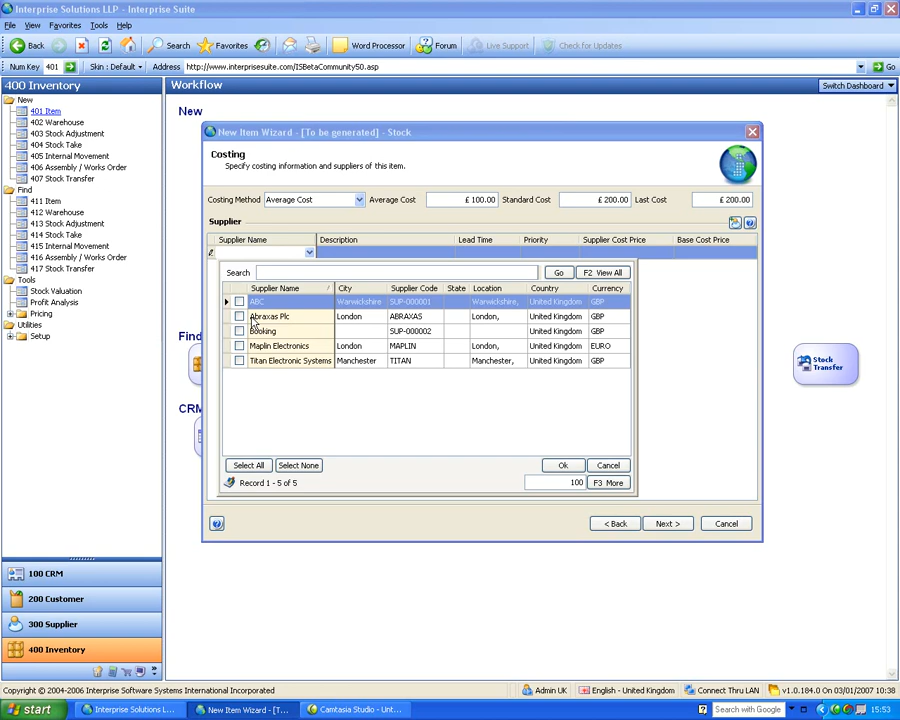 Interprise Solutions LLP - Interprise Suite
File View Favorites Tools Help
Back Search Favorites Word Processor Forum Live Support Check for Updates
Num Key 401 Skin : Default Address http://www.interprisesuite.com/ISBetaCommunity50.asp Go
400 Inventory
Workflow
Switch Dashboard
New
401 Item
402 Warehouse
403 Stock Adjustment
404 Stock Take
405 Internal Movement
406 Assembly / Works Order
407 Stock Transfer
Find
411 Item
412 Warehouse
413 Stock Adjustment
414 Stock Take
415 Internal Movement
416 Assembly / Works Order
417 Stock Transfer
Tools
Stock Valuation
Profit Analysis
Pricing
Utilities
Setup
New
Find
CRM
Stock
Transfer
New Item Wizard - [To be generated] - Stock
Costing
Specify costing information and suppliers of this item.
Costing Method Average Cost Average Cost £ 100.00 Standard Cost £ 200.00 Last Cost £ 200.00
Supplier
Supplier Name Description Lead Time Priority Supplier Cost Price Base Cost Price
Search Go F2 View All
Supplier Name City Supplier Code State Location Country Currency
ABC Warwickshire SUP-000001 Warwickshire, United Kingdom GBP
Abraxas Plc London ABRAXAS London, United Kingdom GBP
Booking SUP-000002 United Kingdom GBP
Maplin Electronics London MAPLIN London, United Kingdom EURO
Titan Electronic Systems Manchester TITAN Manchester, United Kingdom GBP
Select All Select None Ok Cancel
Record 1 - 5 of 5 100 F3 More
< Back Next > Cancel
100 CRM
200 Customer
300 Supplier
400 Inventory
Copyright © 2004-2006 Interprise Software Systems International Incorporated
Admin UK English - United Kingdom Connect Thru LAN v1.0.184.0 On 03/01/2007 10:38
start Interprise Solutions L... New Item Wizard - [T... Camtasia Studio - Unt... Search with Google 15:53